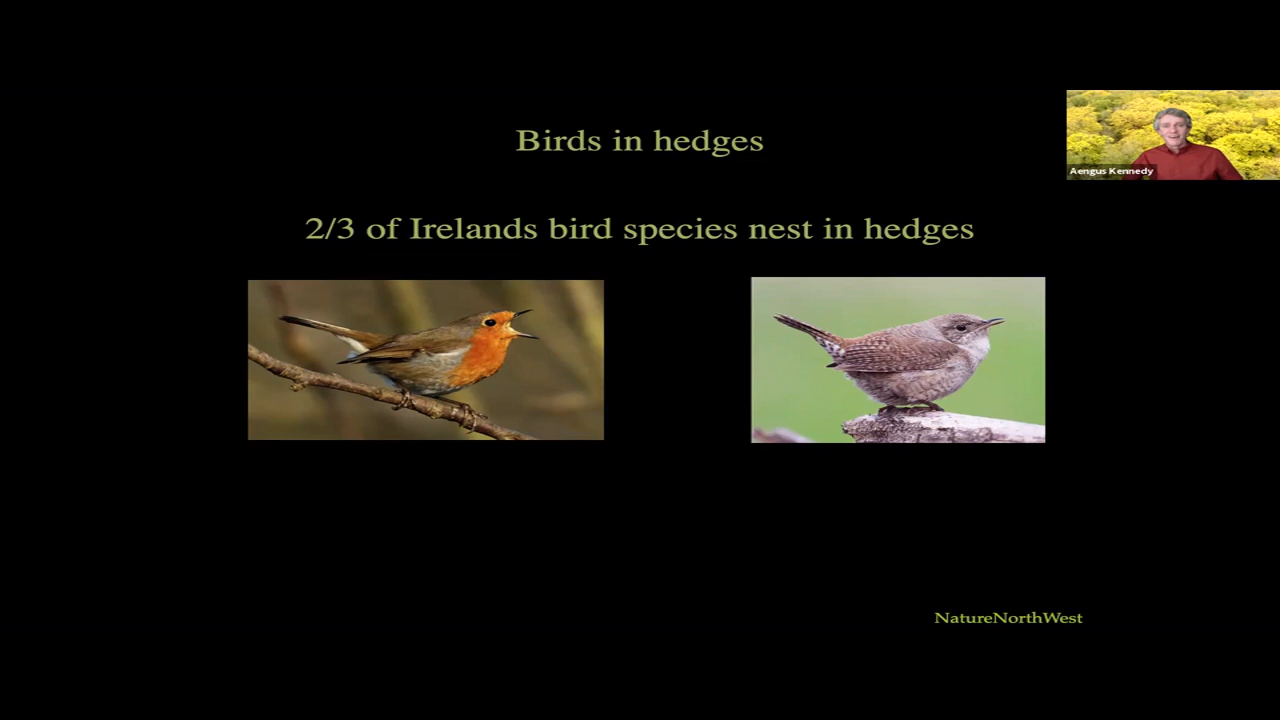 Birds in hedges
Aengus Kennedy
2/3 of Irelands bird species nest in hedges
NatureNorthWest